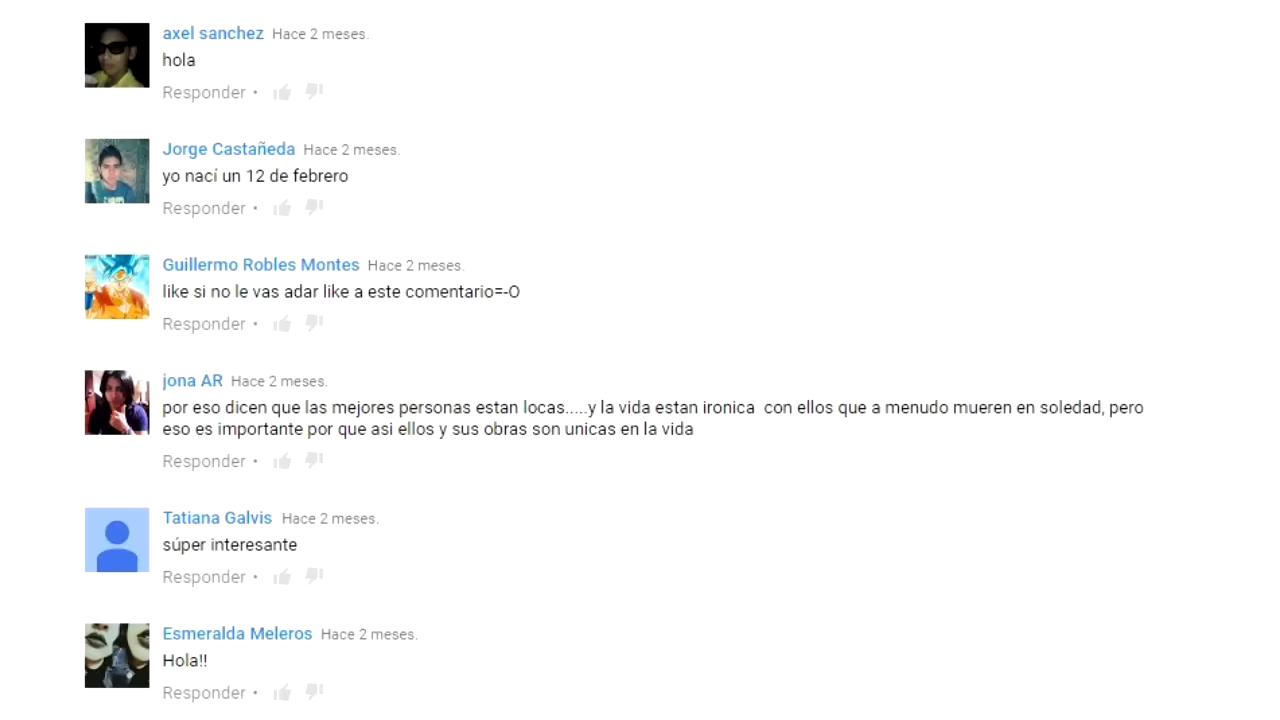 axel sanchez Hace 2 meses.
hola
Responder •
Jorge Castañeda Hace 2 meses.
yo nací un 12 de febrero
Responder •
Guillermo Robles Montes Hace 2 meses.
like si no le vas adar like a este comentario=-O
Responder •
jona AR Hace 2 meses.
por eso dicen que las mejores personas estan locas.....y la vida estan ironica  con ellos que a menudo mueren en soledad, pero
eso es importante por que asi ellos y sus obras son unicas en la vida
Responder •
Tatiana Galvis Hace 2 meses.
súper interesante
Responder •
Esmeralda Meleros Hace 2 meses.
Hola!!
Responder •